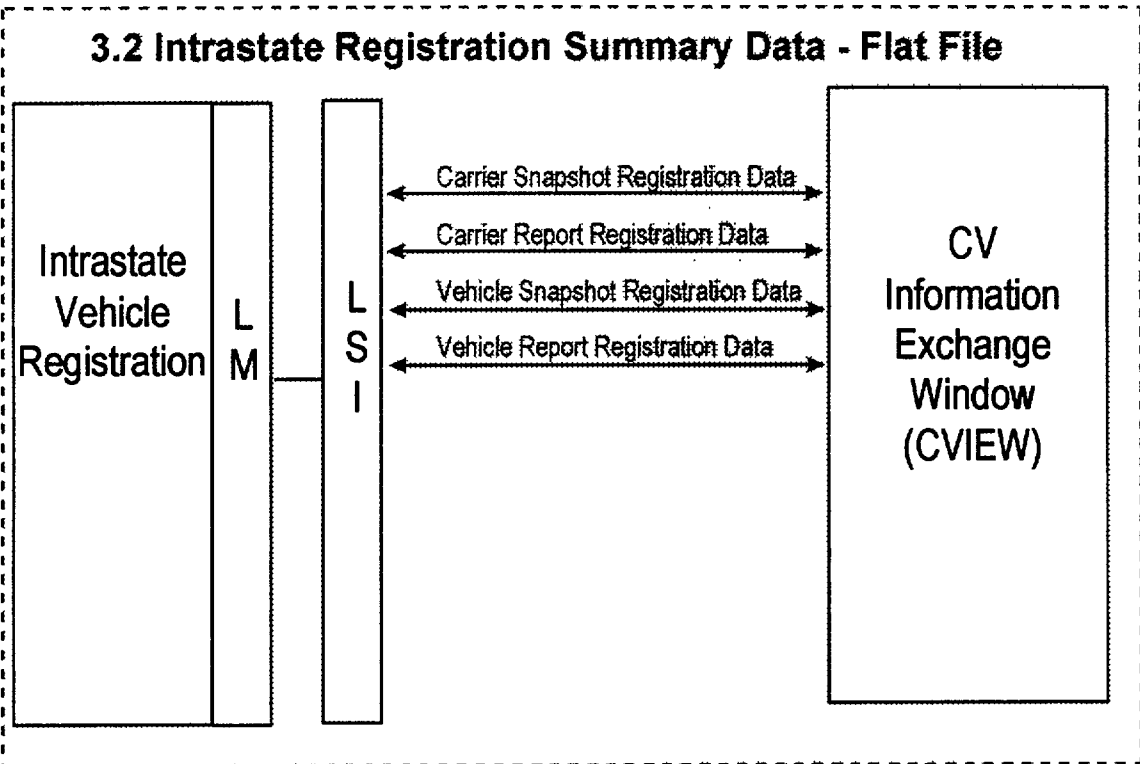 3.2 Intrastate Registration Summary Data - Flat File
Intrastate
Vehicle
Registration
L
M
L
S
I
Carrier Snapshot Registration Data
Carrier Report Registration Data
Vehicle Snapshot Registration Data
Vehicle Report Registration Data
CV
Information
Exchange
Window
(CVIEW)